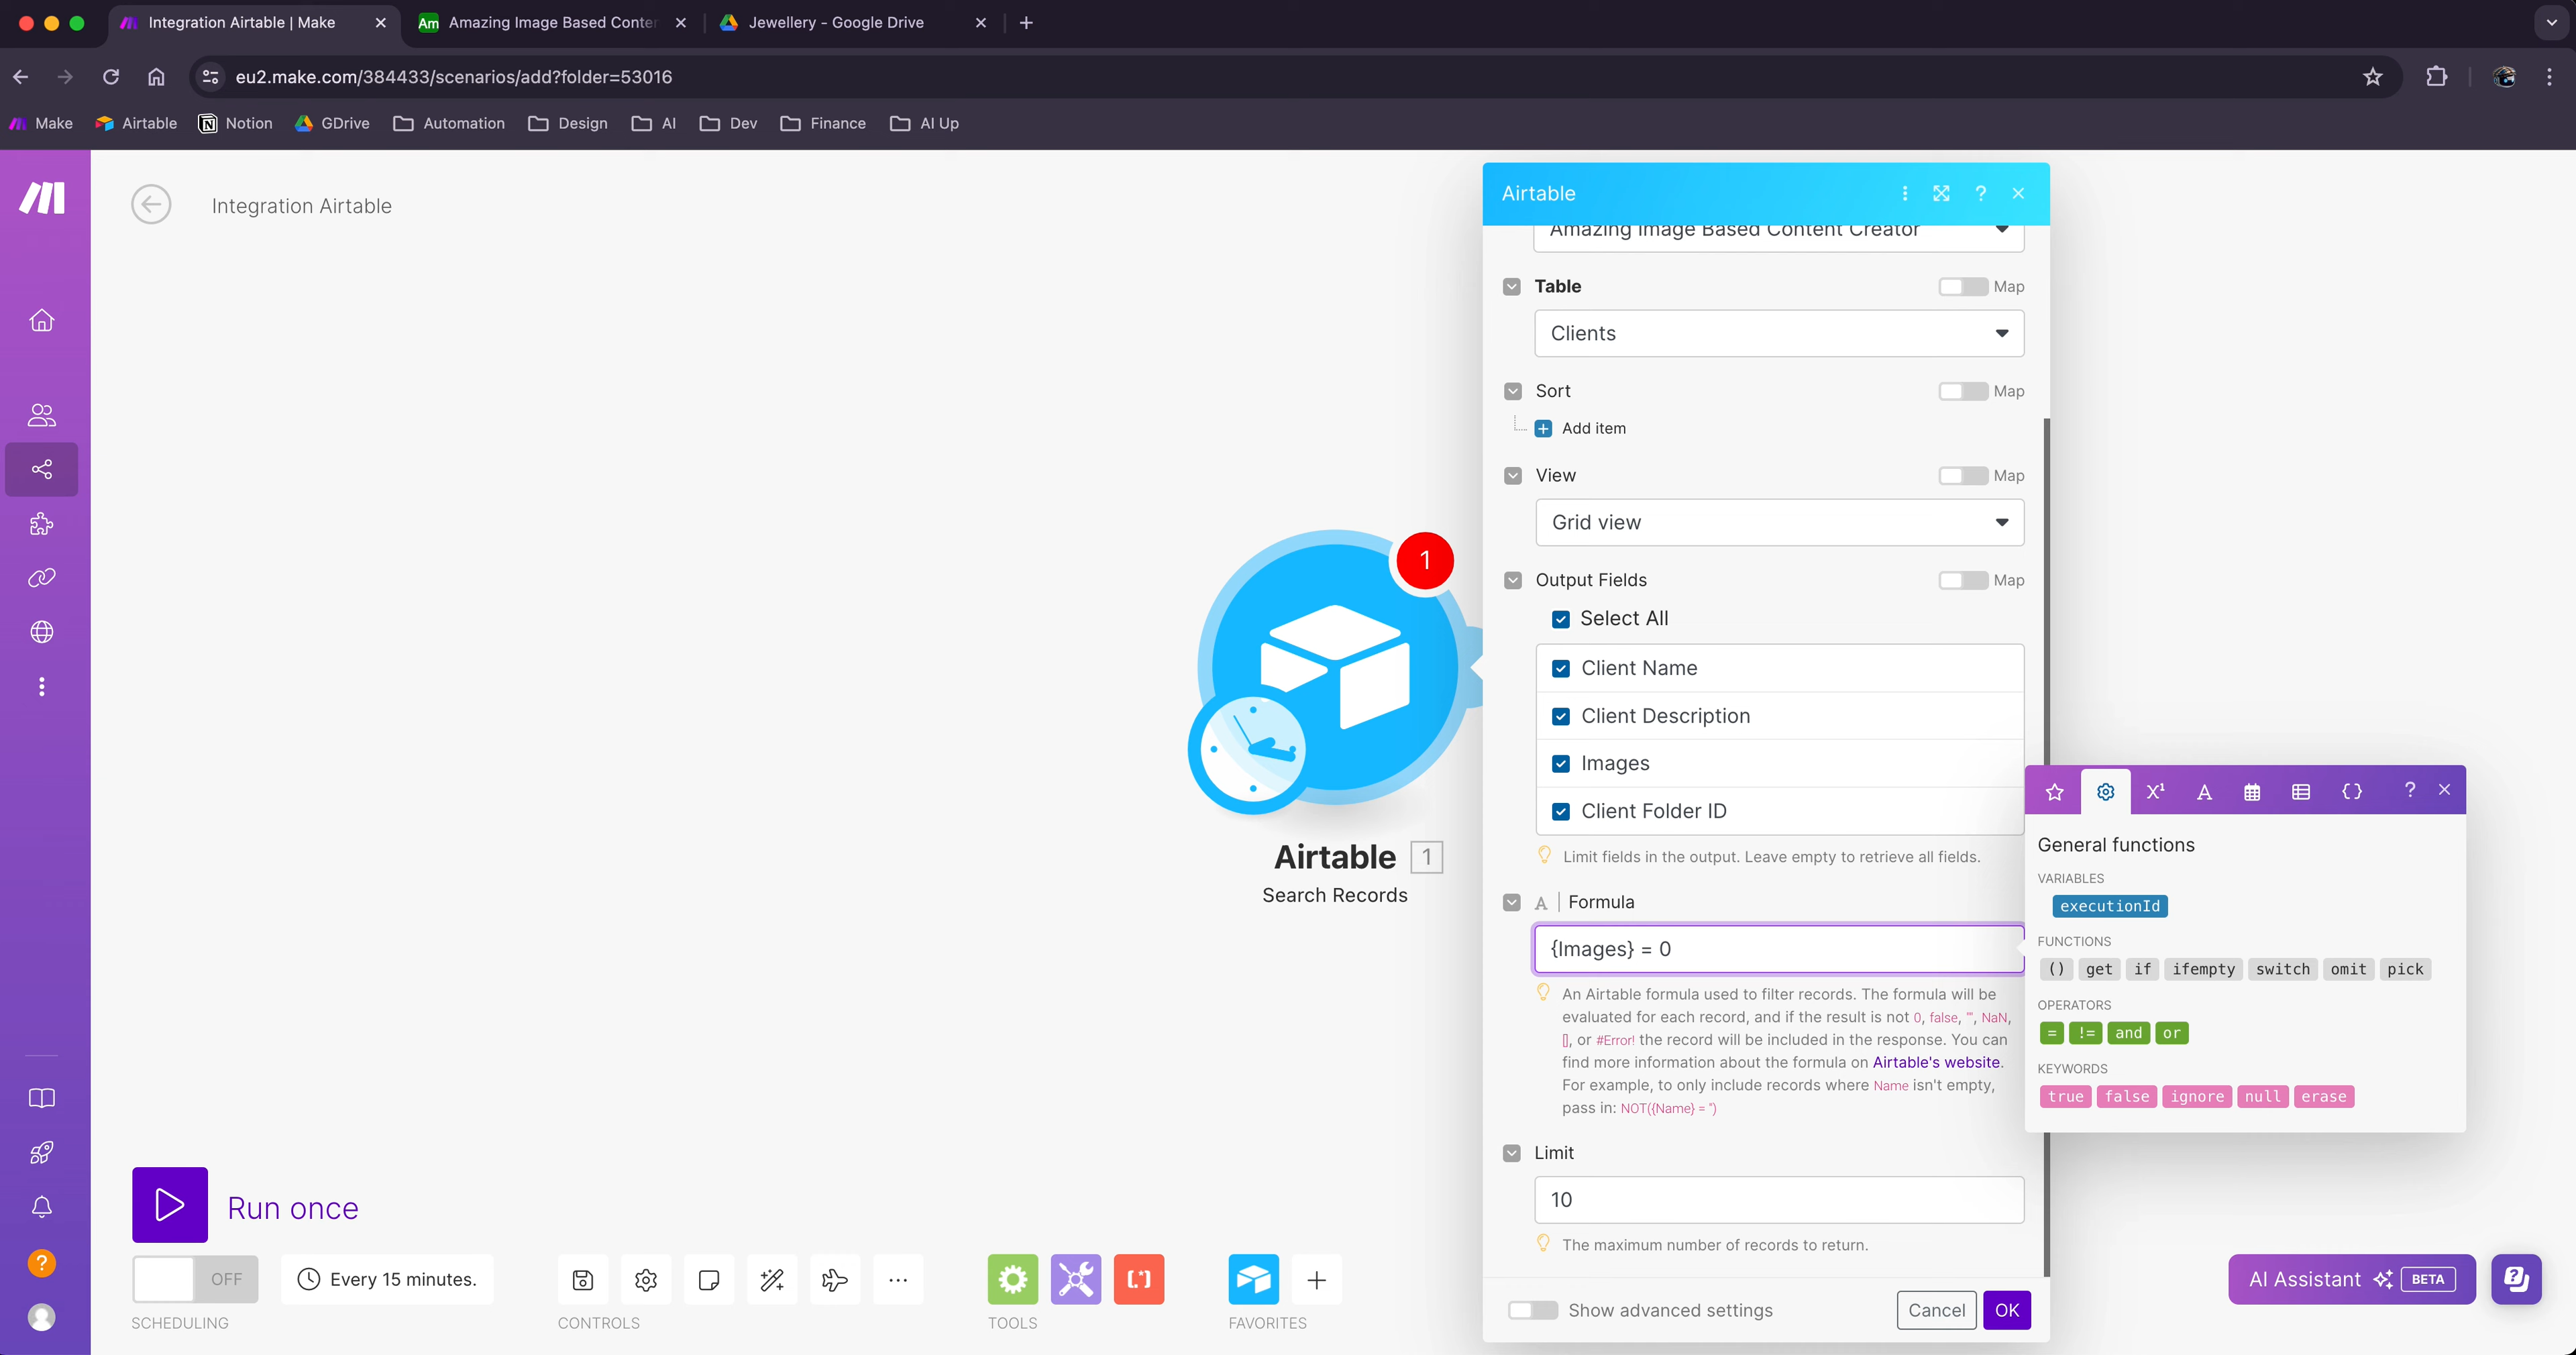 Integration Airtable | Make
Am
Amazing Image Based Conter
Jewellery - Google Drive
eu2.make.com/384433/scenarios/add?folder=53016
Make
Airtable
Notion
GDrive
Automation
Design
AI
Dev
Finance
AI Up
Integration Airtable
Airtable
?
Amazing Image Based Content Creator
Table
Map
Clients
Sort
Map
Add item
View
Map
Grid view
Output Fields
Map
Select All
Client Name
Client Description
Images
Client Folder ID
Limit fields in the output. Leave empty to retrieve all fields.
A | Formula
{Images} = 0
An Airtable formula used to filter records. The formula will be
evaluated for each record, and if the result is not 0, false, "", NaN,
[], or #Error! the record will be included in the response. You can
find more information about the formula on Airtable's website.
For example, to only include records where Name isn't empty,
pass in: NOT({Name} = '')
Limit
10
The maximum number of records to return.
Show advanced settings
Cancel
OK
1
Airtable 1
Search Records
X¹
A
{}
?
General functions
VARIABLES
executionId
FUNCTIONS
() get if ifempty switch omit pick
OPERATORS
= != and or
KEYWORDS
true false ignore null erase
Run once
OFF
Every 15 minutes.
SCHEDULING
CONTROLS
TOOLS
FAVORITES
AI Assistant
BETA
?